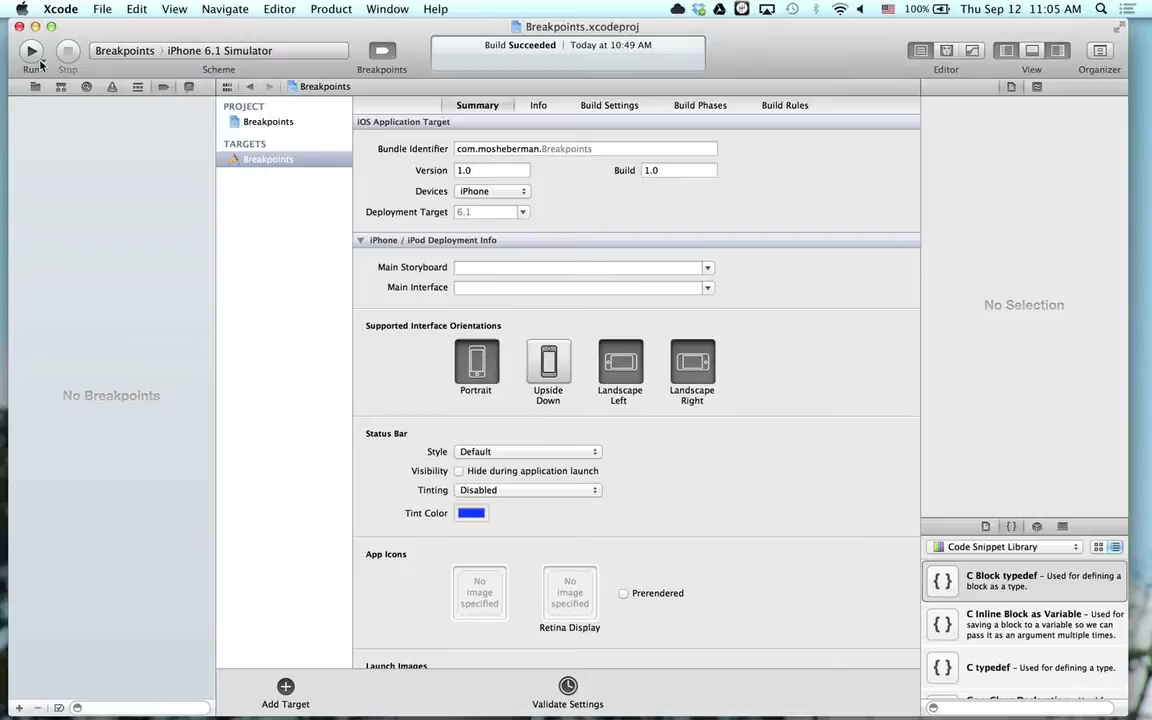 Xcode File Edit View Navigate Editor Product Window Help 100% Thu Sep 12 11:05 AM
Breakpoints.xcodeproj
Run Stop
Breakpoints › iPhone 6.1 Simulator
Scheme
Breakpoints
Build Succeeded | Today at 10:49 AM
Editor View Organizer
Breakpoints
No Breakpoints
PROJECT
Breakpoints
TARGETS
Breakpoints
Summary Info Build Settings Build Phases Build Rules
iOS Application Target
Bundle Identifier com.mosheberman.Breakpoints
Version 1.0 Build 1.0
Devices iPhone
Deployment Target 6.1
iPhone / iPod Deployment Info
Main Storyboard
Main Interface
Supported Interface Orientations
Portrait
Upside
Down
Landscape
Left
Landscape
Right
Status Bar
Style Default
Visibility Hide during application launch
Tinting Disabled
Tint Color
App Icons
No
image
specified
No
image
specified
Retina Display
Prerendered
Launch Images
Add Target
Validate Settings
No Selection
{}
Code Snippet Library
{ } C Block typedef – Used for defining a
block as a type.
{ } C Inline Block as Variable – Used for
saving a block to a variable so we can
pass it as an argument multiple times.
{ } C typedef – Used for defining a type.